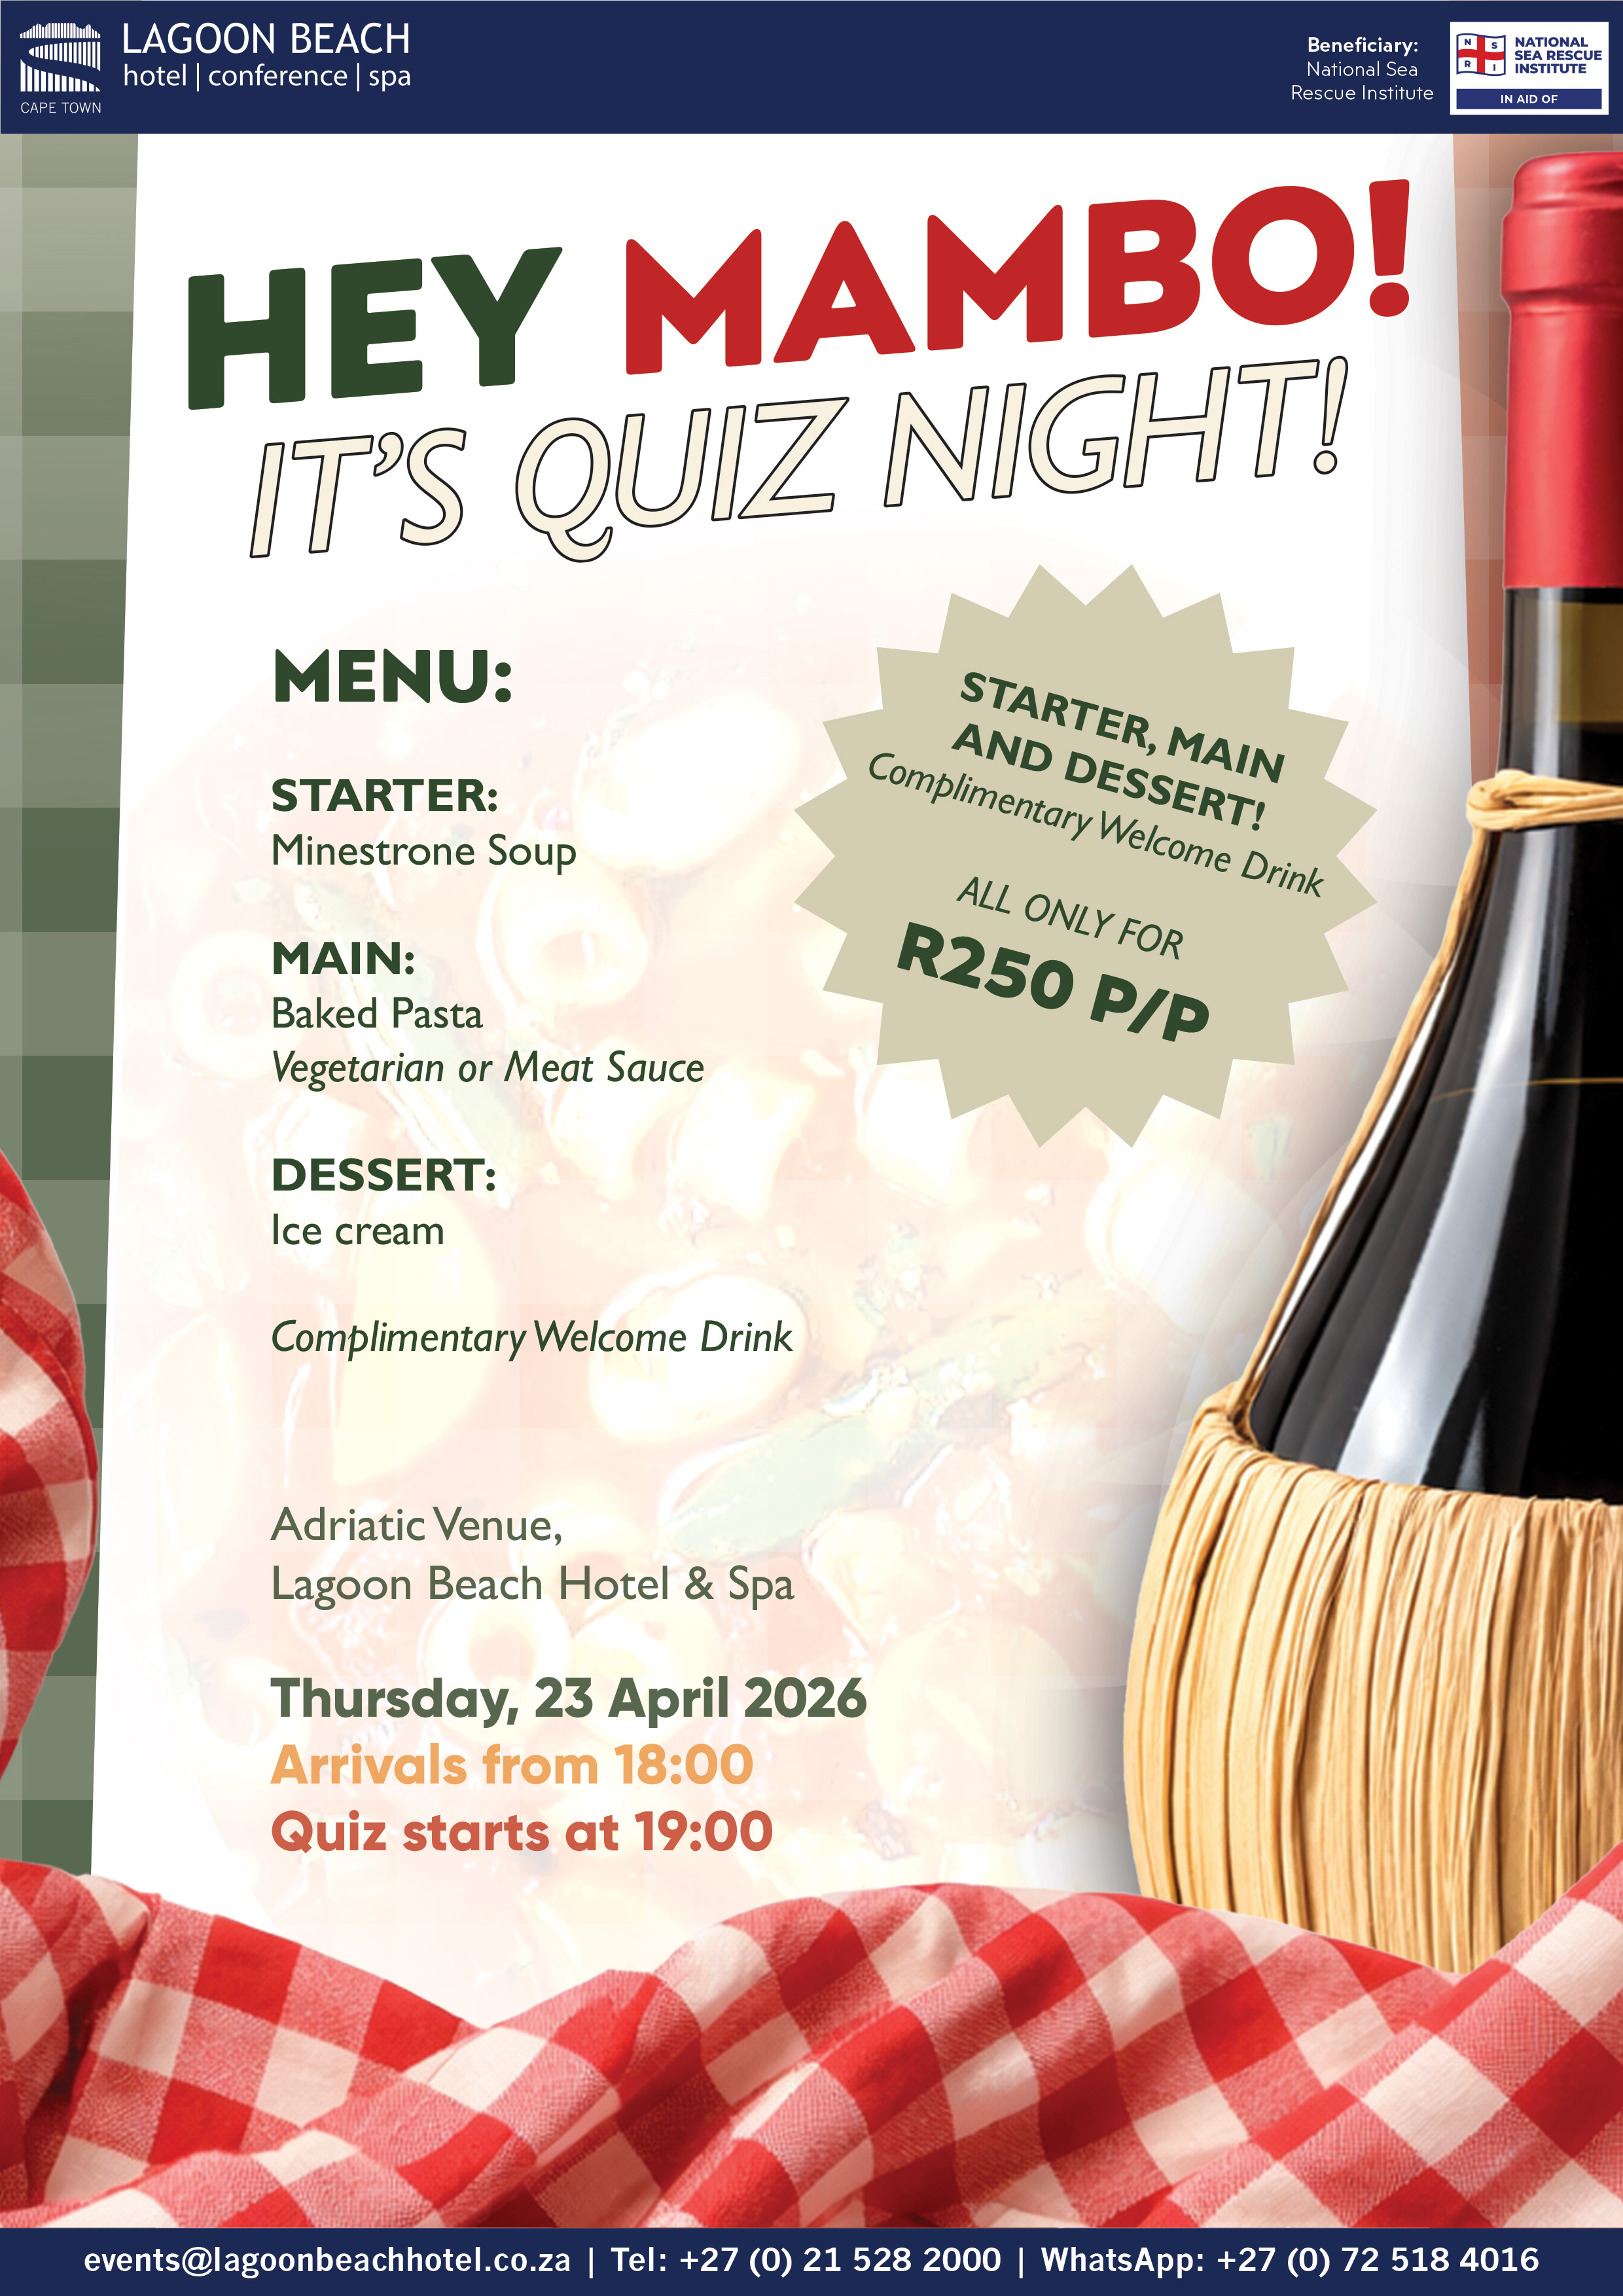 LAGOON BEACH
hotel | conference | spa
CAPE TOWN
Beneficiary:
National Sea
Rescue Institute
N S
R I
NATIONAL
SEA RESCUE
INSTITUTE
IN AID OF
HEY MAMBO!
IT'S QUIZ NIGHT!
MENU:
STARTER:
Minestrone Soup
MAIN:
Baked Pasta
Vegetarian or Meat Sauce
DESSERT:
Ice cream
Complimentary Welcome Drink
STARTER, MAIN
AND DESSERT!
Complimentary Welcome Drink
ALL ONLY FOR
R250 P/P
Adriatic Venue,
Lagoon Beach Hotel & Spa
Thursday, 23 April 2026
Arrivals from 18:00
Quiz starts at 19:00
events@lagoonbeachhotel.co.za | Tel: +27 (0) 21 528 2000 | WhatsApp: +27 (0) 72 518 4016